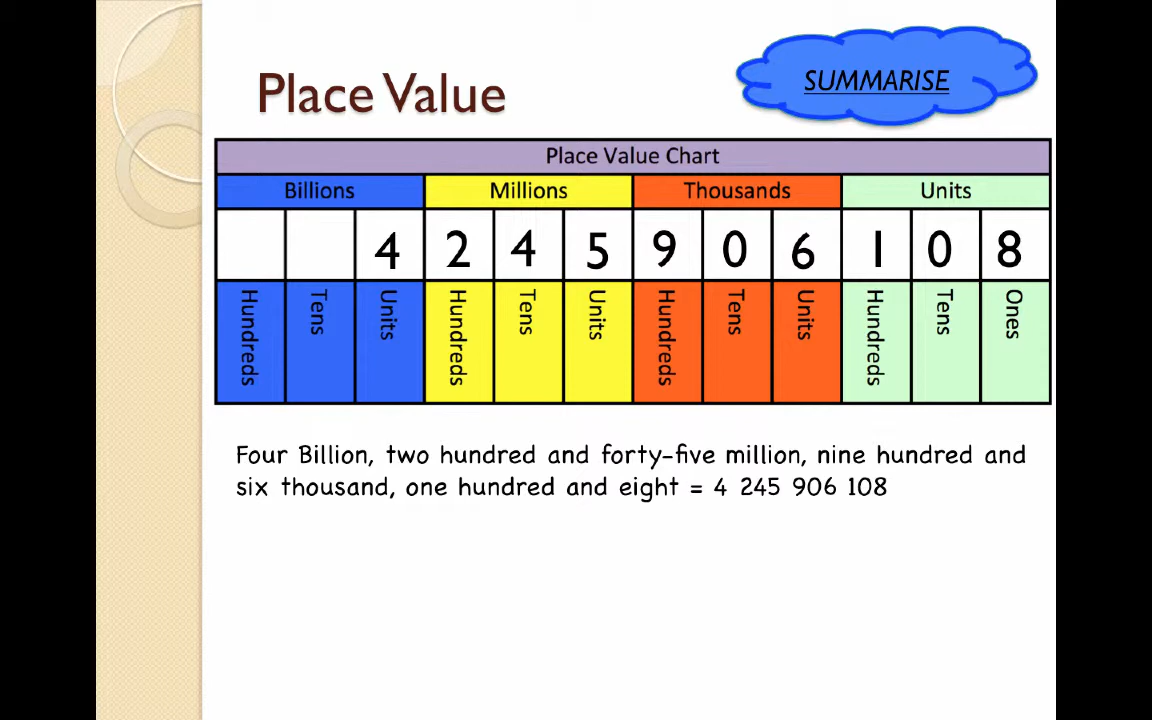 Place Value
SUMMARISE
Place Value Chart
Billions Millions Thousands Units
4 2 4 5 9 0 6 1 0 8
Hundreds Tens Units Hundreds Tens Units Hundreds Tens Units Hundreds Tens Ones
Four Billion, two hundred and forty-five million, nine hundred and
six thousand, one hundred and eight = 4 245 906 108